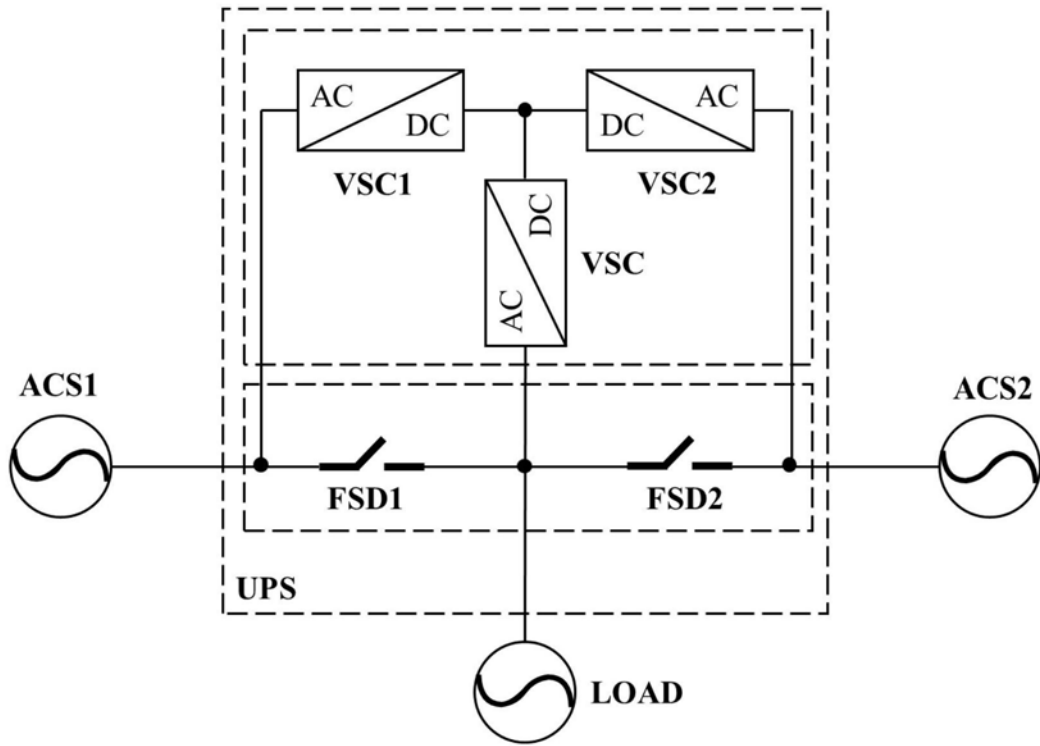 AC
DC
VSC1
DC
AC
VSC2
DC
AC
VSC
ACS1
ACS2
FSD1
FSD2
UPS
LOAD